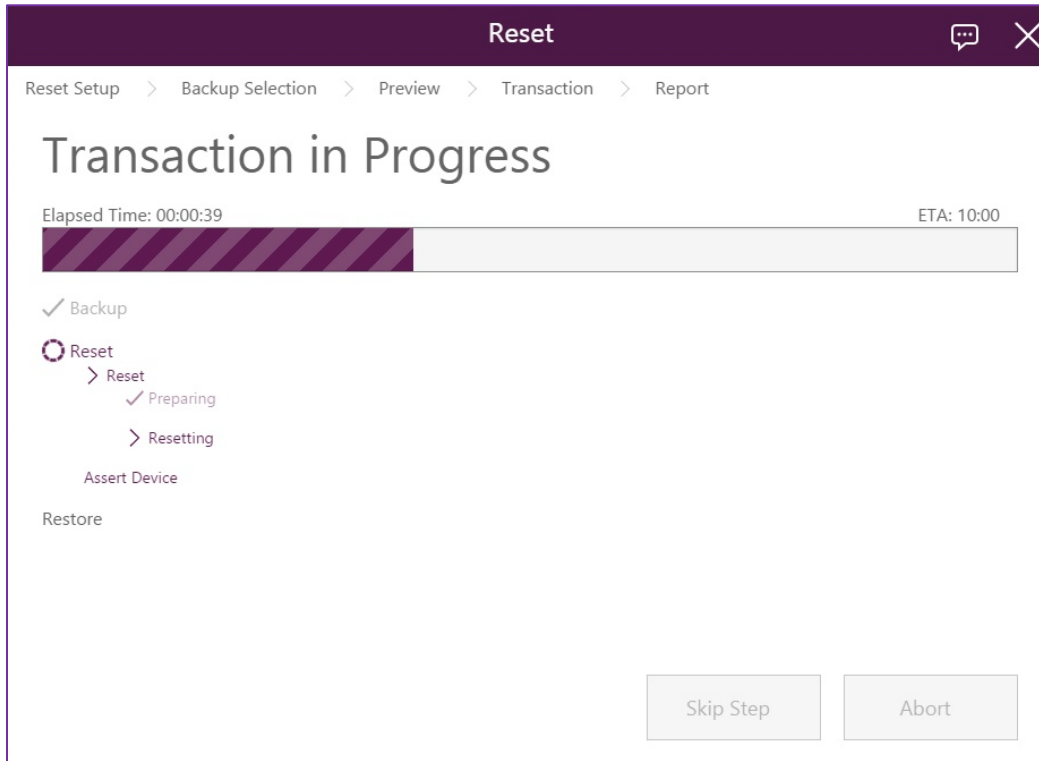 Reset
Reset Setup Backup Selection Preview Transaction Report
Transaction in Progress
Elapsed Time: 00:00:39 ETA: 10:00
Backup
Reset
Reset
Preparing
Resetting
Assert Device
Restore
Skip Step Abort